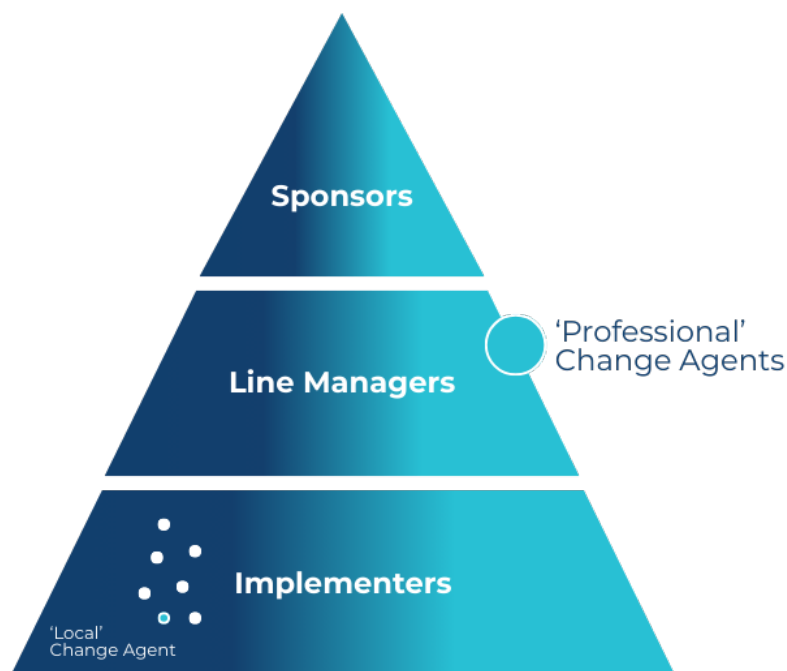 Sponsors
‘Professional’
Change Agents
Line Managers
Implementers
‘Local’
Change Agent